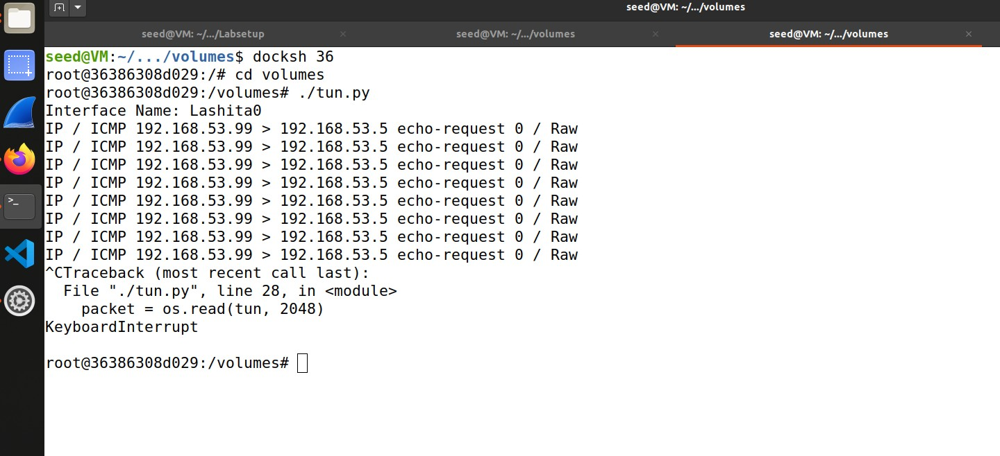 seed@VM: ~/.../volumes
seed@VM: ~/.../Labsetup × seed@VM: ~/.../volumes × seed@VM: ~/.../volumes ×
seed@VM:~/.../volumes$ docksh 36
root@36386308d029:/# cd volumes
root@36386308d029:/volumes# ./tun.py
Interface Name: Lashita0
IP / ICMP 192.168.53.99 > 192.168.53.5 echo-request 0 / Raw
IP / ICMP 192.168.53.99 > 192.168.53.5 echo-request 0 / Raw
IP / ICMP 192.168.53.99 > 192.168.53.5 echo-request 0 / Raw
IP / ICMP 192.168.53.99 > 192.168.53.5 echo-request 0 / Raw
IP / ICMP 192.168.53.99 > 192.168.53.5 echo-request 0 / Raw
IP / ICMP 192.168.53.99 > 192.168.53.5 echo-request 0 / Raw
IP / ICMP 192.168.53.99 > 192.168.53.5 echo-request 0 / Raw
IP / ICMP 192.168.53.99 > 192.168.53.5 echo-request 0 / Raw
^CTraceback (most recent call last):
  File "./tun.py", line 28, in <module>
    packet = os.read(tun, 2048)
KeyboardInterrupt
root@36386308d029:/volumes#